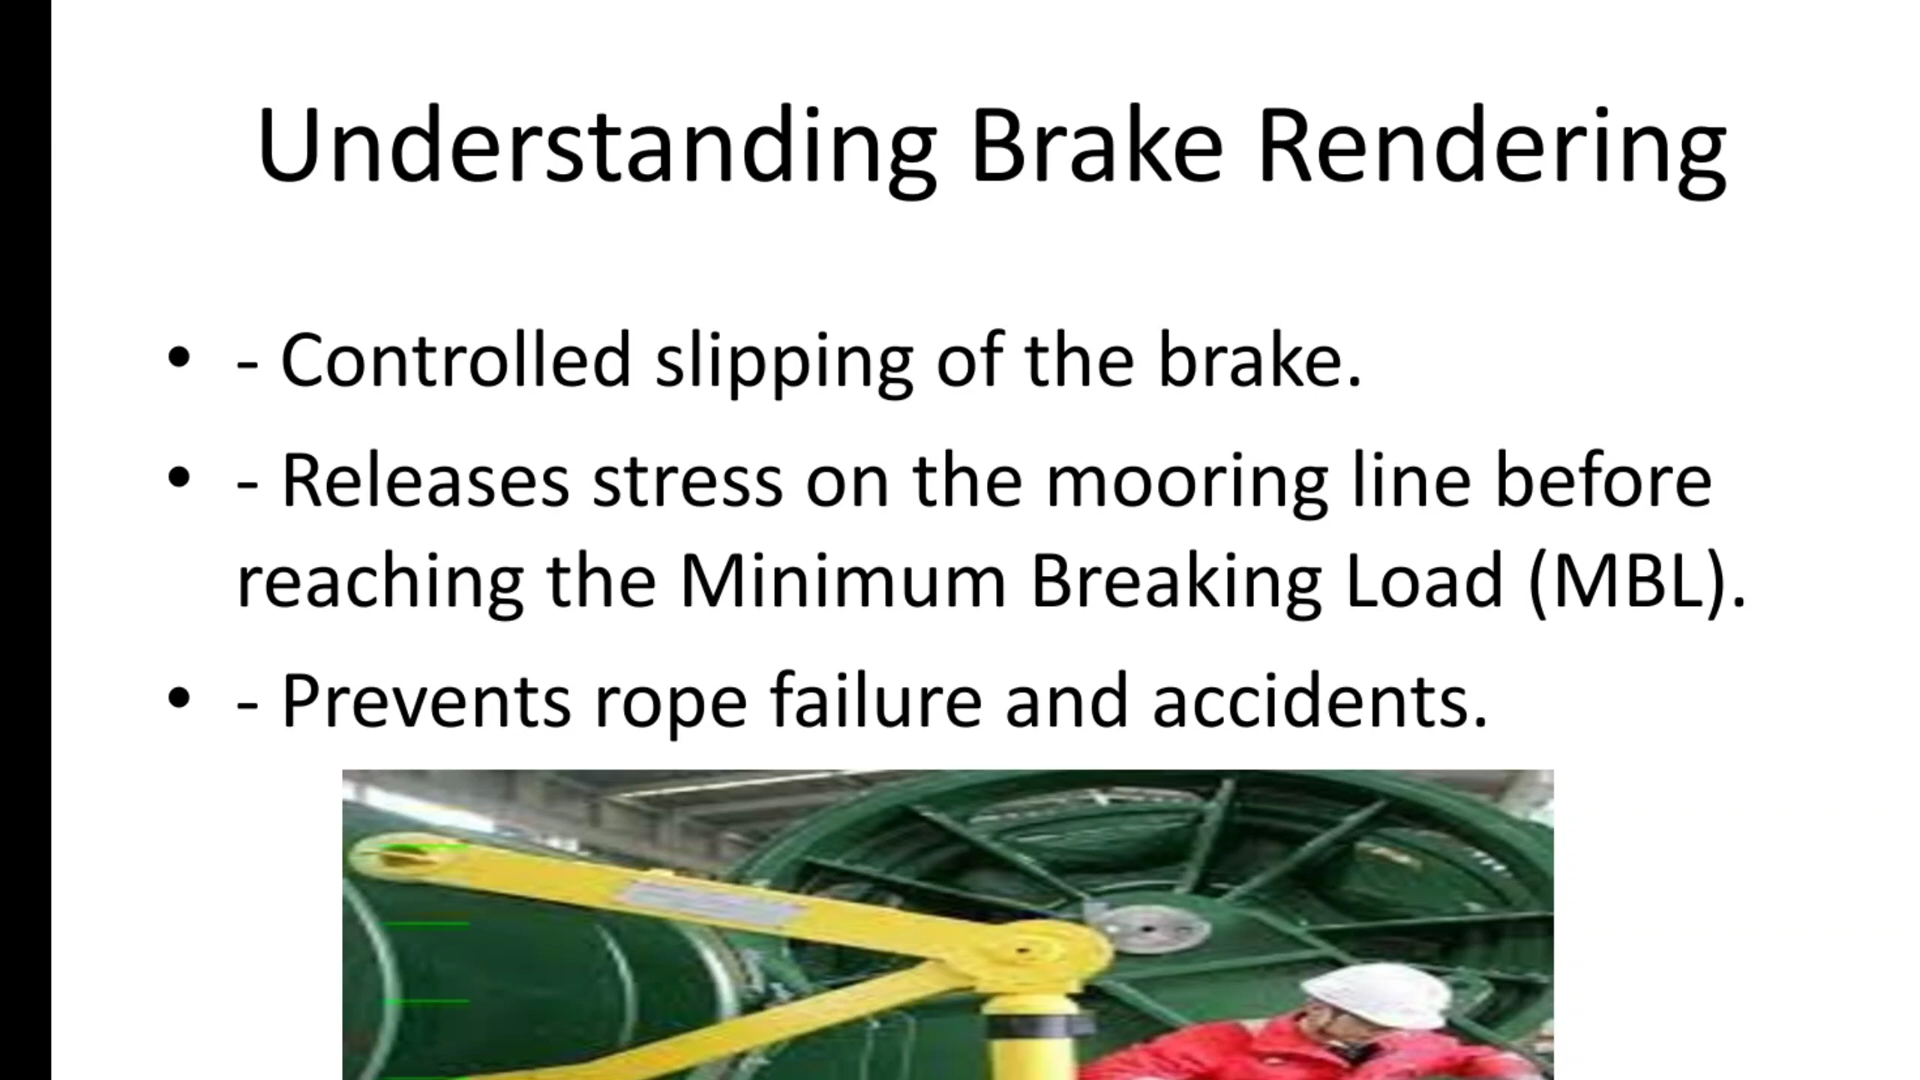 Understanding Brake Rendering
• - Controlled slipping of the brake.
• - Releases stress on the mooring line before
reaching the Minimum Breaking Load (MBL).
• - Prevents rope failure and accidents.